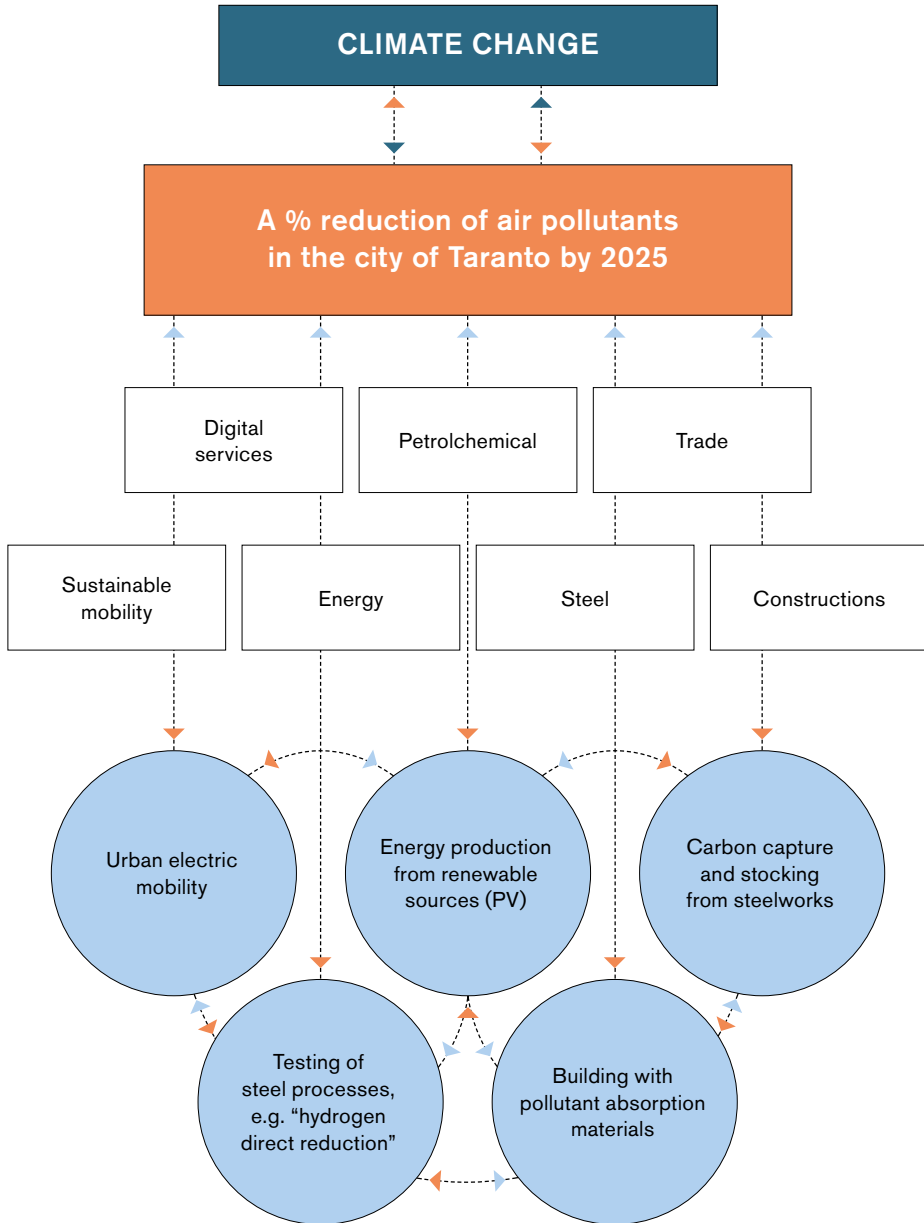 CLIMATE CHANGE
A % reduction of air pollutants
in the city of Taranto by 2025
Digital
services
Petrolchemical
Trade
Sustainable
mobility
Energy
Steel
Constructions
Urban electric
mobility
Energy production
from renewable
sources (PV)
Carbon capture
and stocking
from steelworks
Testing of
steel processes,
e.g. “hydrogen
direct reduction”
Building with
pollutant absorption
materials